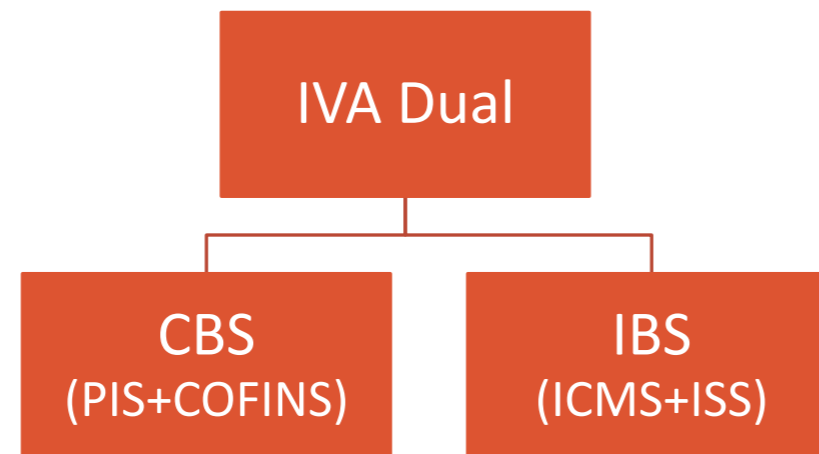 IVA Dual
CBS
(PIS+COFINS)
IBS
(ICMS+ISS)